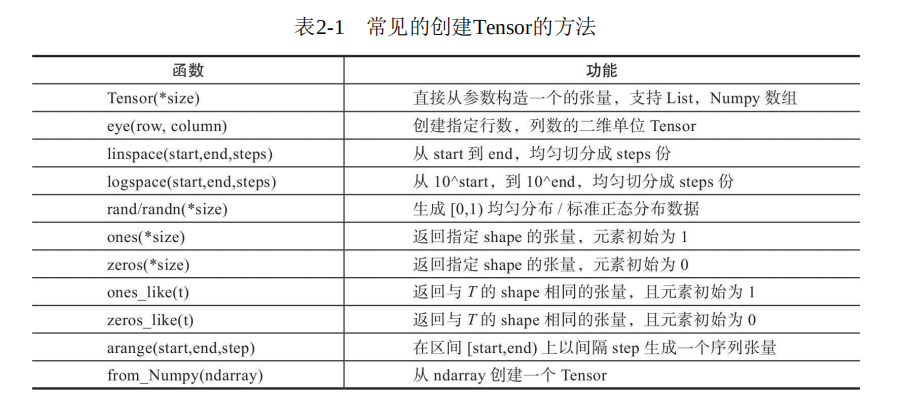 表2-1 常见的创建Tensor的方法
函数 功能
Tensor(*size) 直接从参数构造一个的张量，支持 List，Numpy 数组
eye(row, column) 创建指定行数，列数的二维单位 Tensor
linspace(start,end,steps) 从 start 到 end，均匀切分成 steps 份
logspace(start,end,steps) 从 10^start，到 10^end，均匀切分成 steps 份
rand/randn(*size) 生成 [0,1) 均匀分布 / 标准正态分布数据
ones(*size) 返回指定 shape 的张量，元素初始为 1
zeros(*size) 返回指定 shape 的张量，元素初始为 0
ones_like(t) 返回与 T 的 shape 相同的张量，且元素初始为 1
zeros_like(t) 返回与 T 的 shape 相同的张量，且元素初始为 0
arange(start,end,step) 在区间 [start,end) 上以间隔 step 生成一个序列张量
from_Numpy(ndarray) 从 ndarray 创建一个 Tensor